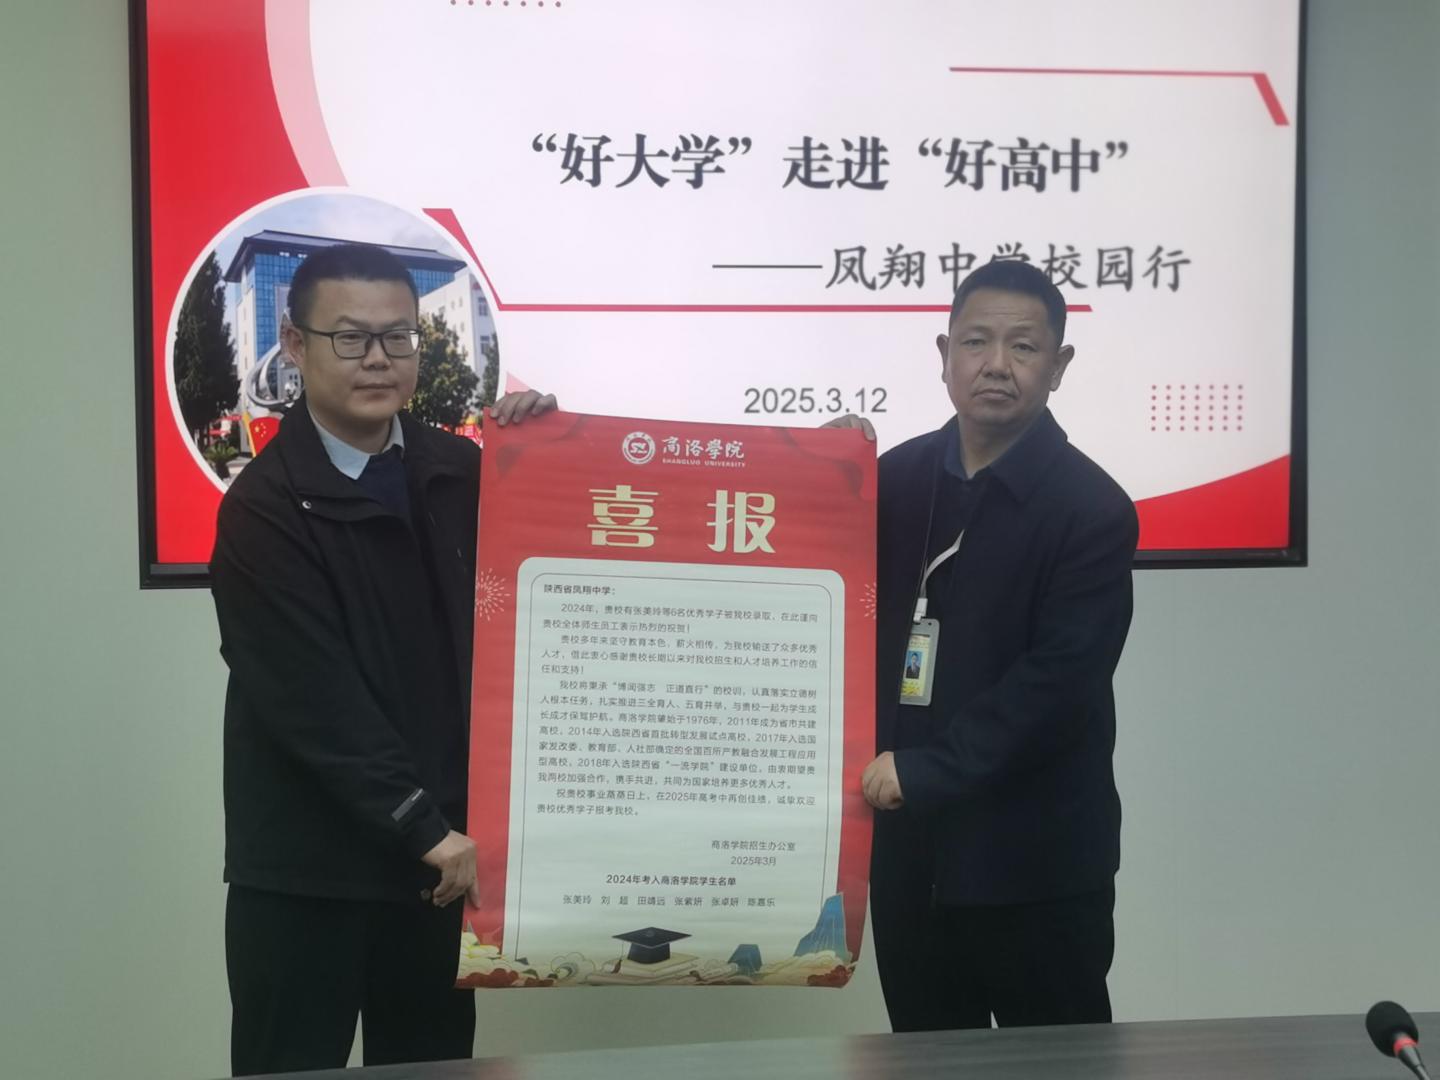 “好大学”走进“好高中”
——凤翔中学校园行
2025.3.12
商洛學院
SHANGLUO UNIVERSITY
喜报
陕西省凤翔中学：
2024年，贵校有张美玲等6名优秀学子被我校录取，在此谨向
贵校全体师生员工表示热烈的祝贺！
贵校多年来坚守教育本色，薪火相传，为我校输送了众多优秀
人才，借此衷心感谢贵校长期以来对我校招生和人才培养工作的信
任和支持！
我校将秉承“博闻强志 正道直行”的校训，认真落实立德树
人根本任务，扎实推进三全育人、五育并举，与贵校一起为学生成
长成才保驾护航。商洛学院肇始于1976年，2011年成为省市共建
高校，2014年入选陕西省首批转型发展试点高校，2017年入选国
家发改委、教育部、人社部确定的全国百所产教融合发展工程应用
型高校，2018年入选陕西省“一流学院”建设单位，由衷期望贵
我两校加强合作，携手共进，共同为国家培养更多优秀人才。
祝贵校事业蒸蒸日上，在2025年高考中再创佳绩，诚挚欢迎
贵校优秀学子报考我校。
商洛学院招生办公室
2025年3月
2024年考入商洛学院学生名单
张美玲 刘超 田靖远 张紫妍 张卓妍 陈嘉乐